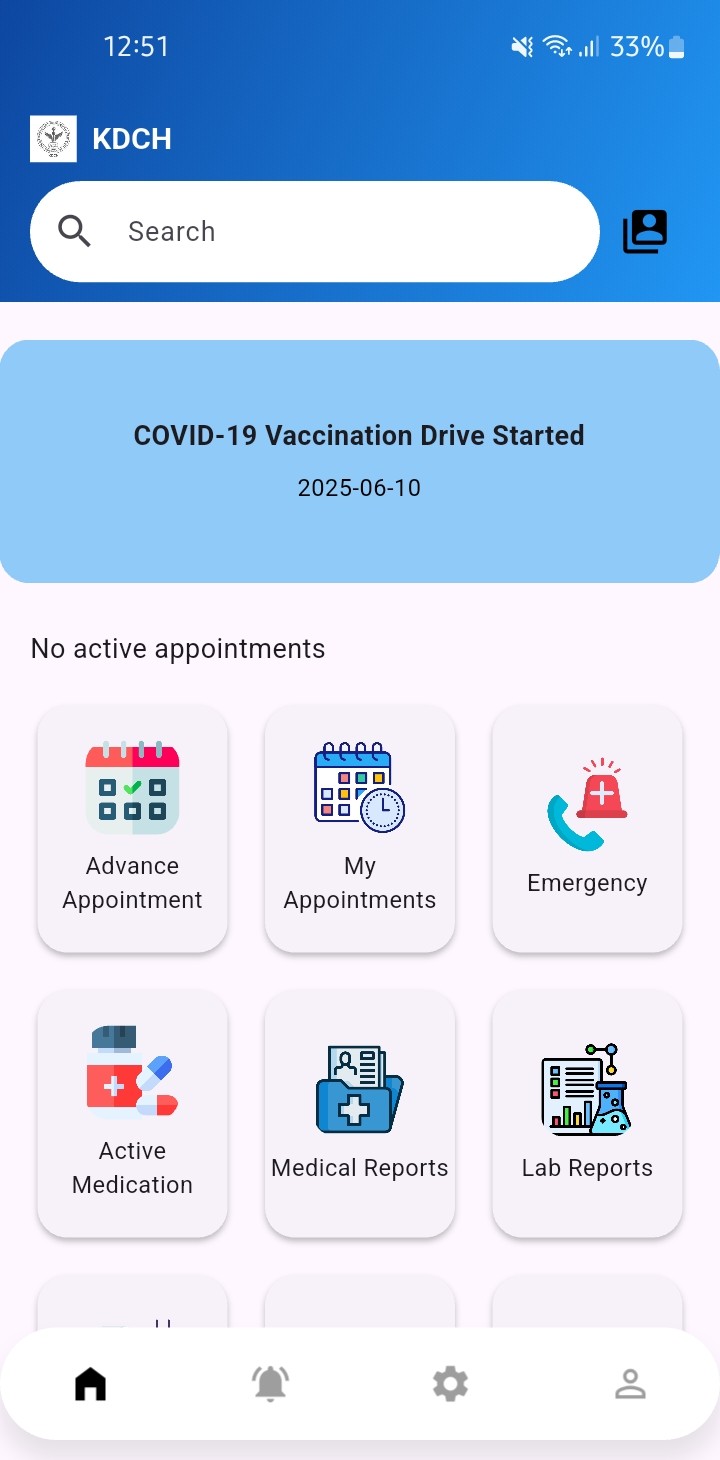 12:51
33%
KDCH
Search
COVID-19 Vaccination Drive Started
2025-06-10
No active appointments
Advance
Appointment
My
Appointments
Emergency
Active
Medication
Medical Reports
Lab Reports